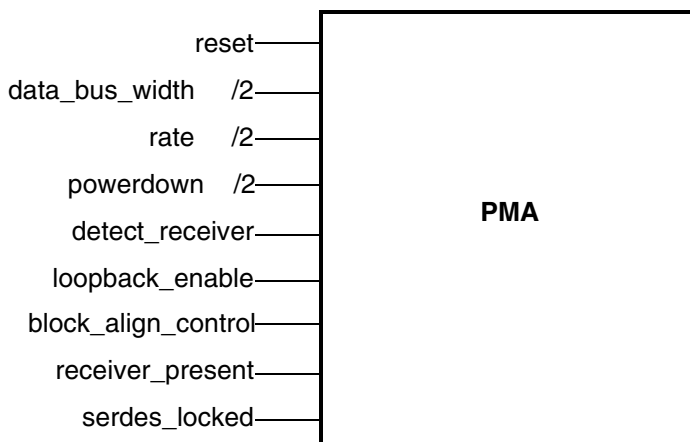 reset
data_bus_width /2
rate /2
powerdown /2
PMA
detect_receiver
loopback_enable
block_align_control
receiver_present
serdes_locked